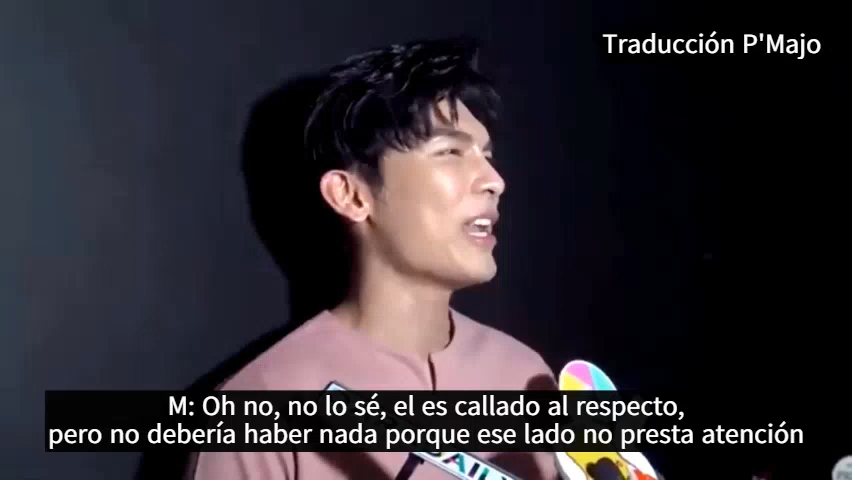 Traducción P'Majo
M: Oh no, no lo sé, el es callado al respecto,
pero no debería haber nada porque ese lado no presta atención